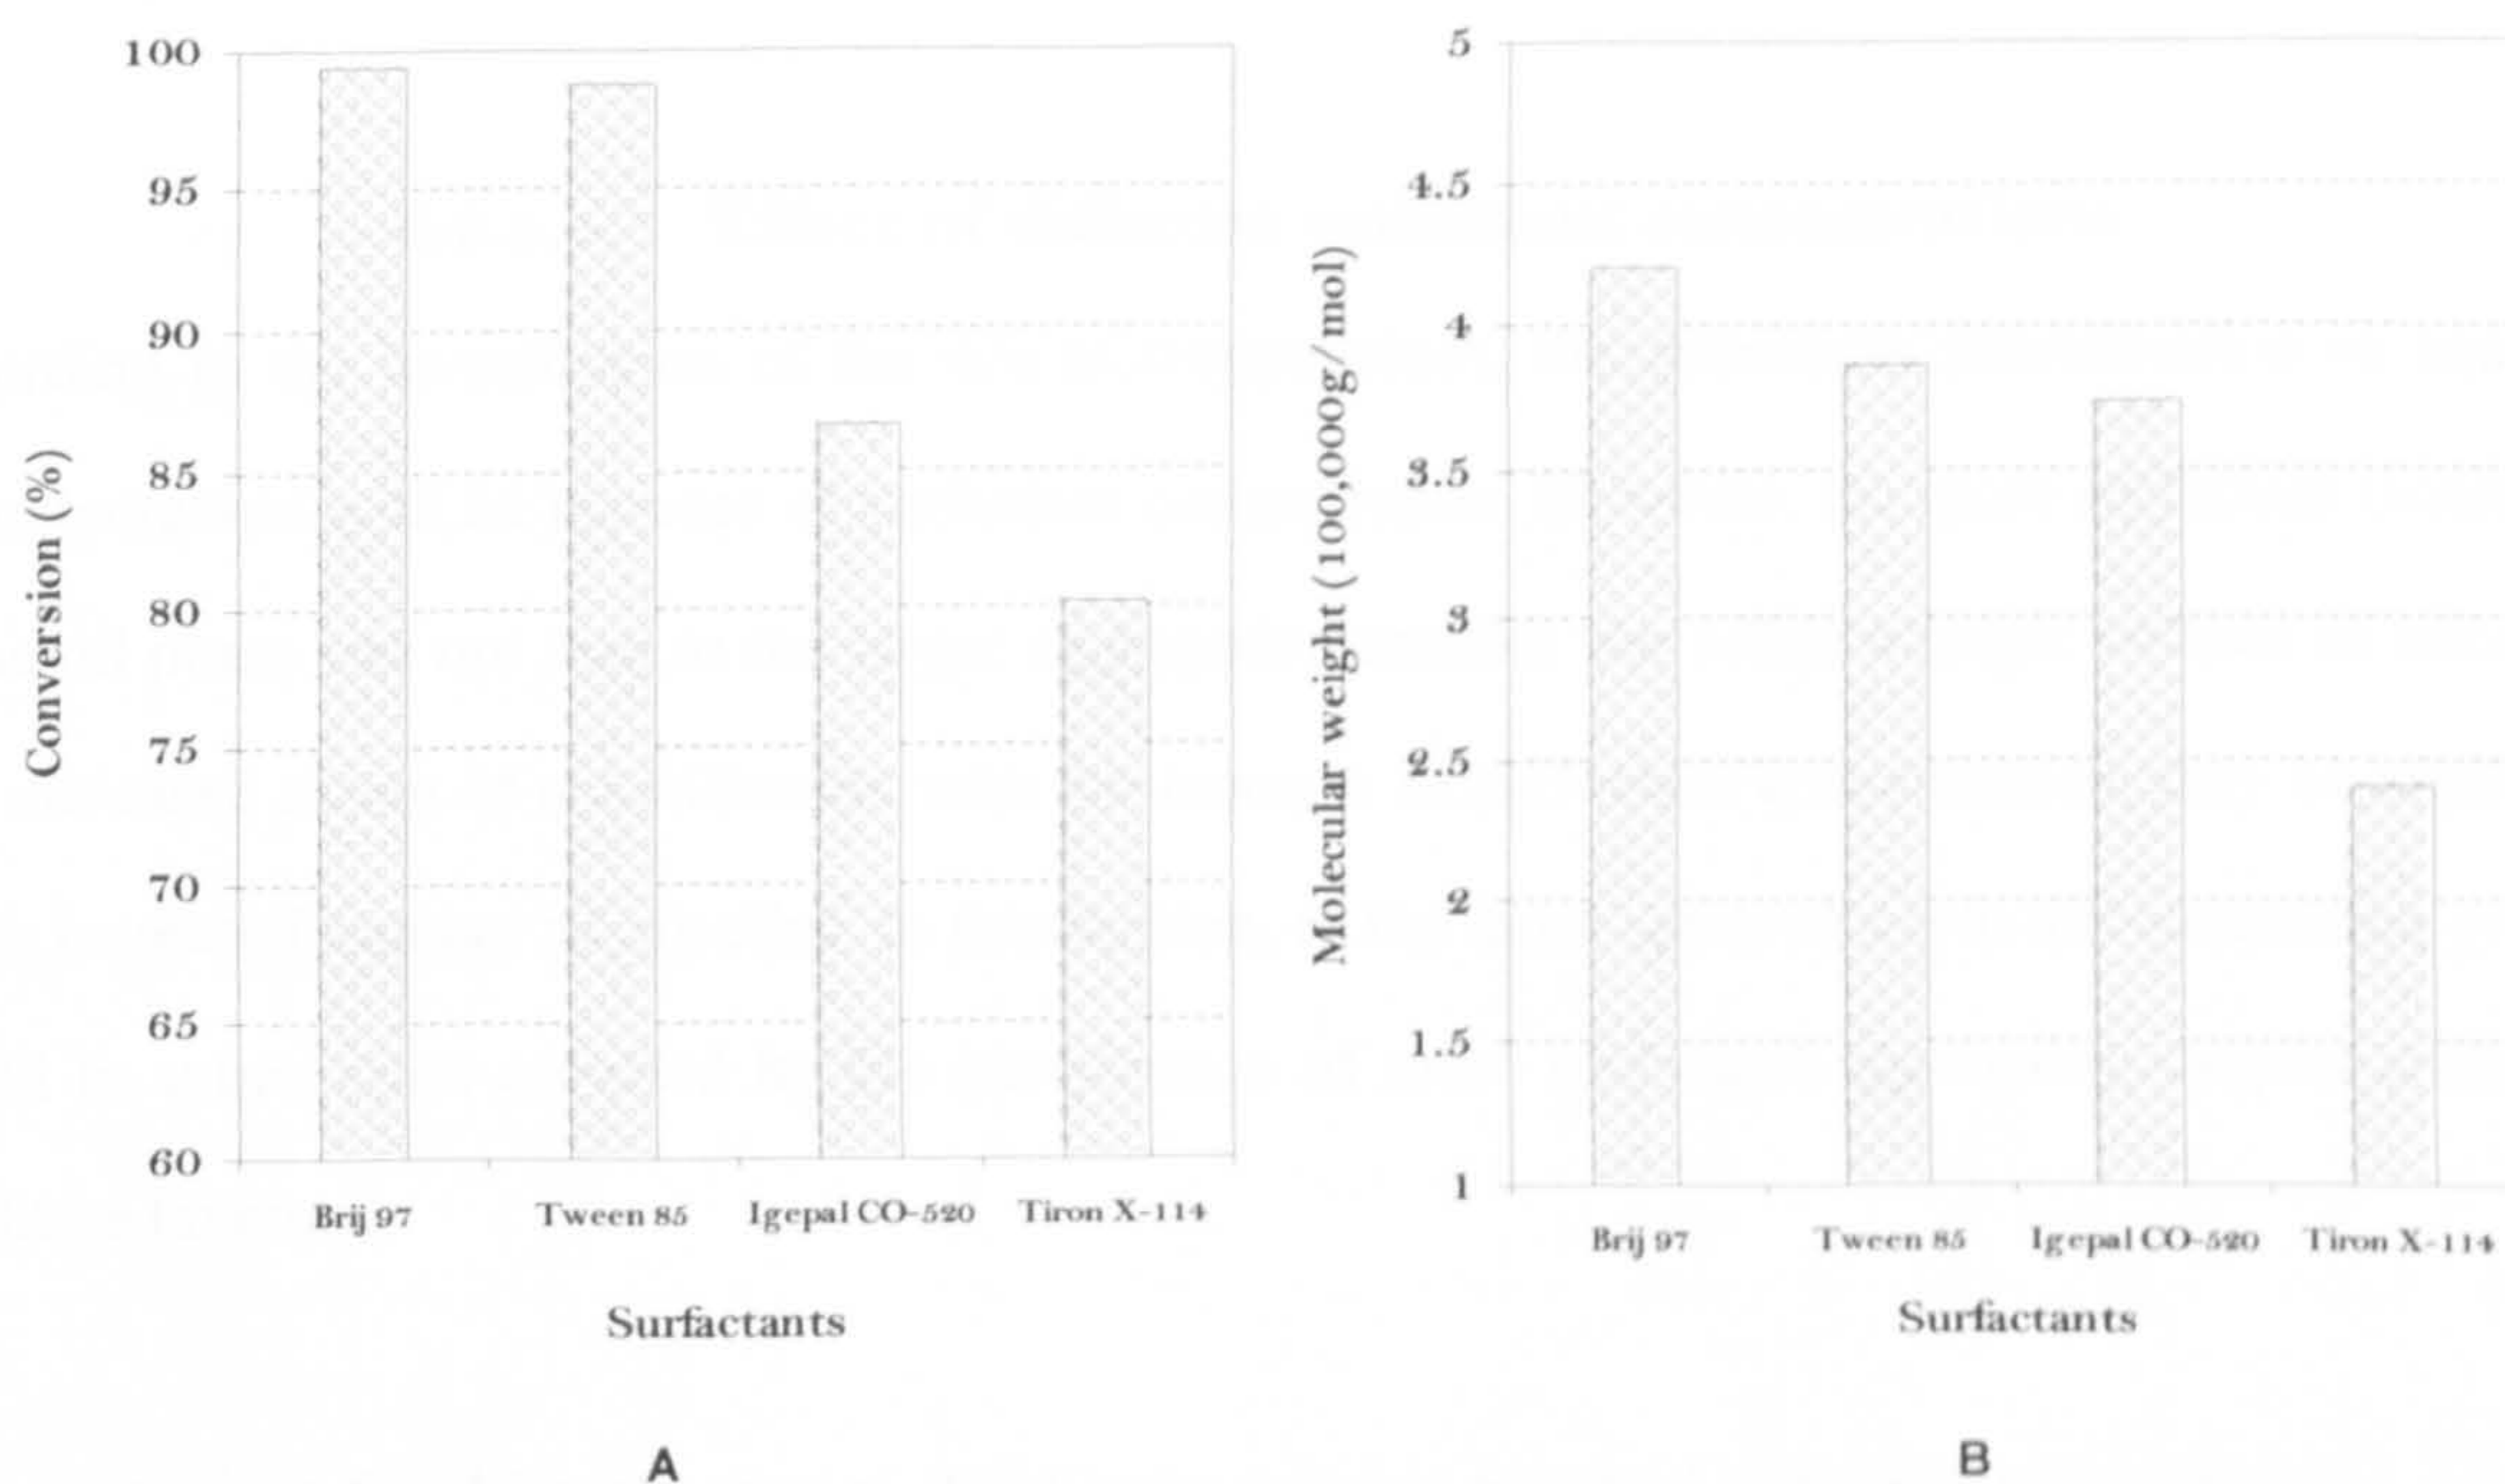 Conversion (%)
100
95
90
85
80
75
70
65
60
Brij 97
Tween 85
Igepal CO-520
Tiron X-114
Surfactants
A
Molecular weight (100,000g/mol)
5
4.5
4
3.5
3
2.5
2
1.5
1
Brij 97
Tween 85
Igepal CO-520
Tiron X-114
Surfactants
B